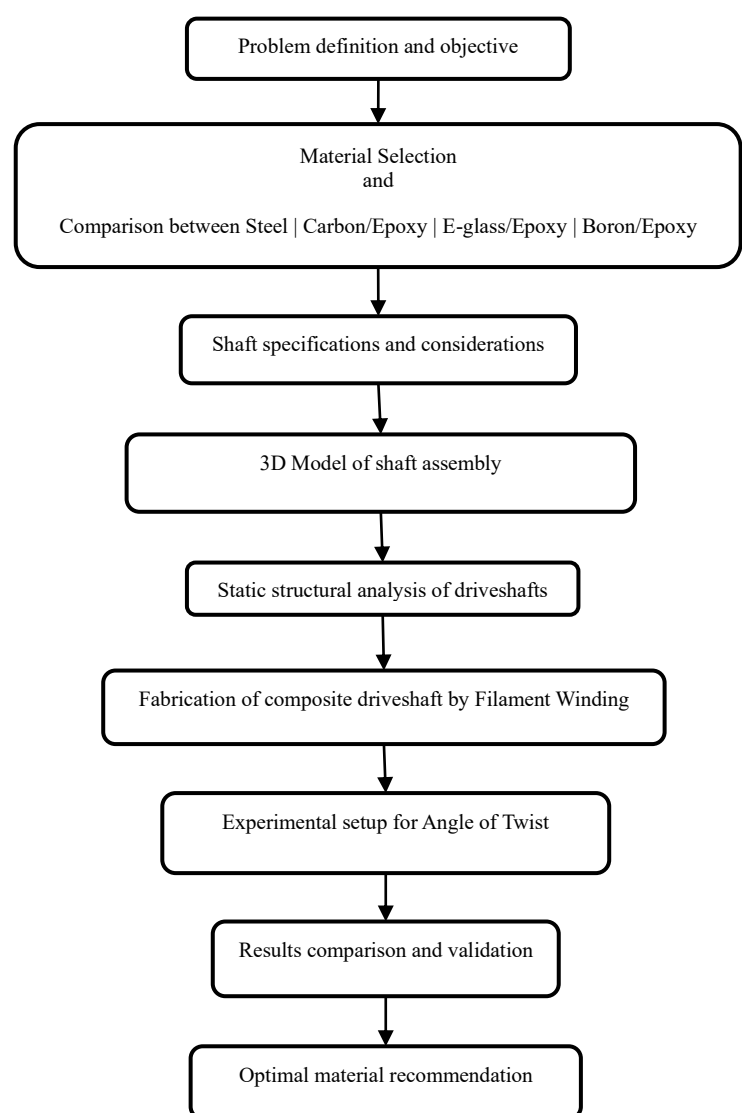 Problem definition and objective
Material Selection
and
Comparison between Steel | Carbon/Epoxy | E-glass/Epoxy | Boron/Epoxy
Shaft specifications and considerations
3D Model of shaft assembly
Static structural analysis of driveshafts
Fabrication of composite driveshaft by Filament Winding
Experimental setup for Angle of Twist
Results comparison and validation
Optimal material recommendation